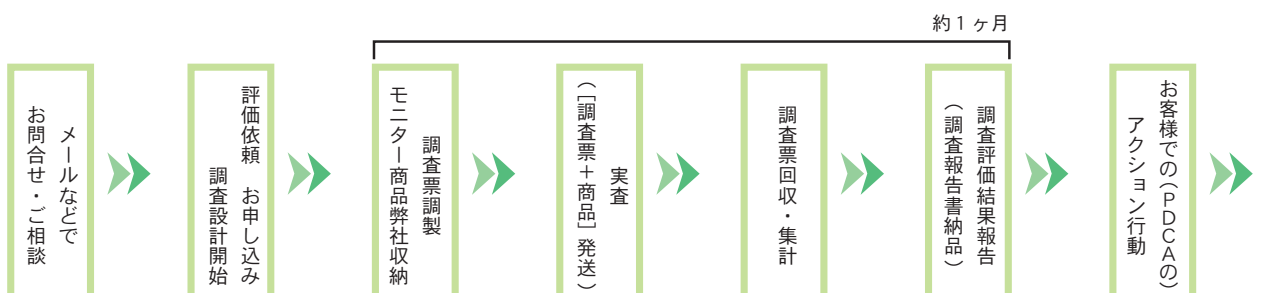 約1ヶ月
メールなどで
お問合せ・ご相談
評価依頼　お申し込み
調査設計開始
調査票調製
モニター商品弊社収納
実査
（［調査票＋商品］発送）
調査票回収・集計
調査評価結果報告
（調査報告書納品）
お客様での（PDCAの）
アクション行動